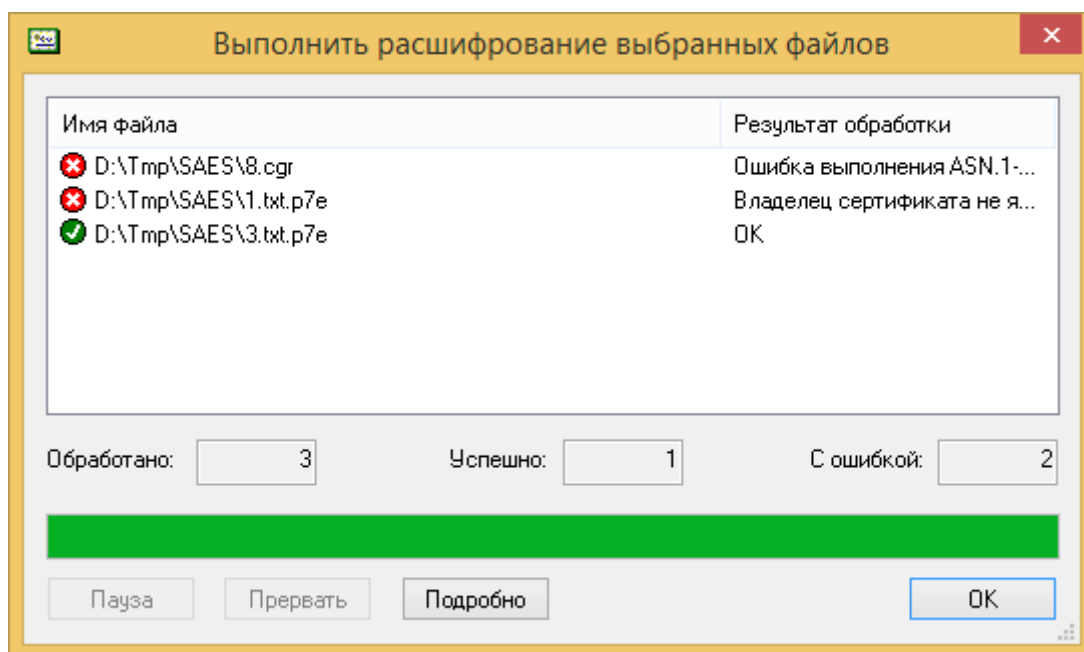 Выполнить расшифрование выбранных файлов
Имя файла Результат обработки
D:\Tmp\SAES\8.cgr Ошибка выполнения ASN.1-...
D:\Tmp\SAES\1.txt.p7e Владелец сертификата не я...
D:\Tmp\SAES\3.txt.p7e OK
Обработано: 3 Успешно: 1 С ошибкой: 2
Пауза Прервать Подробно OK